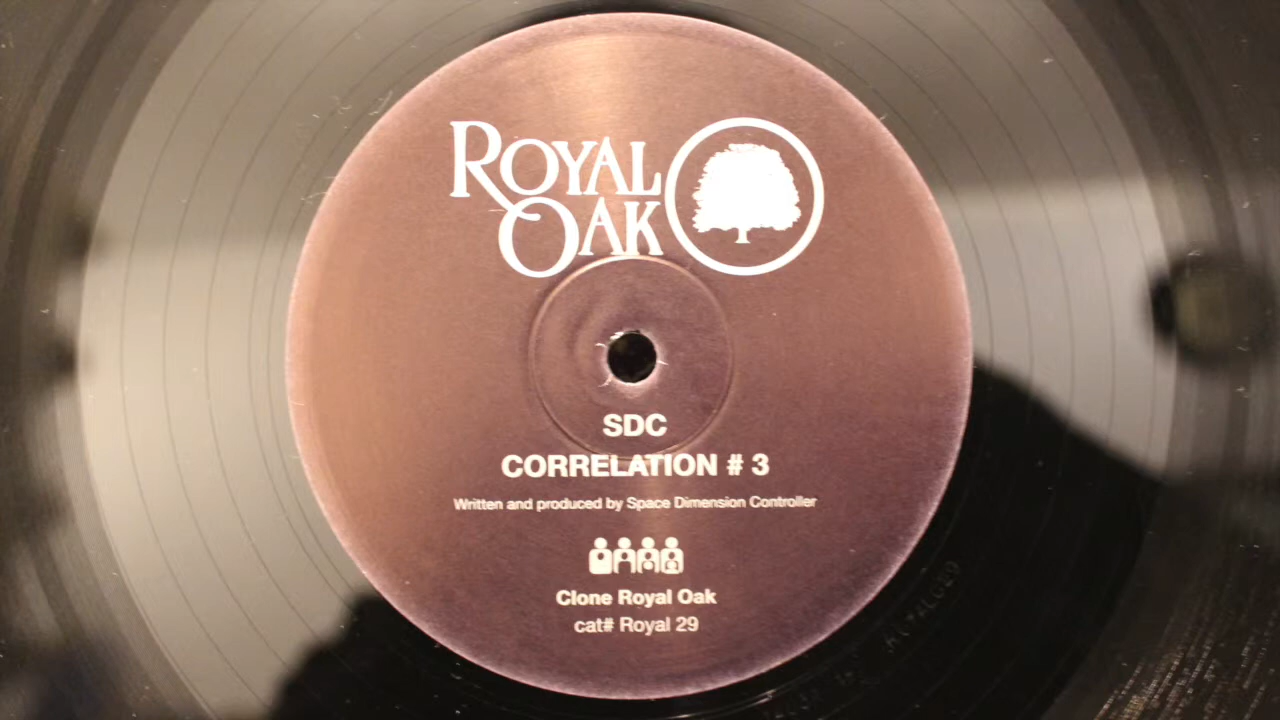 ROYAL
OAK
SDC
CORRELATION # 3
Written and produced by Space Dimension Controller
Clone Royal Oak
cat# Royal 29